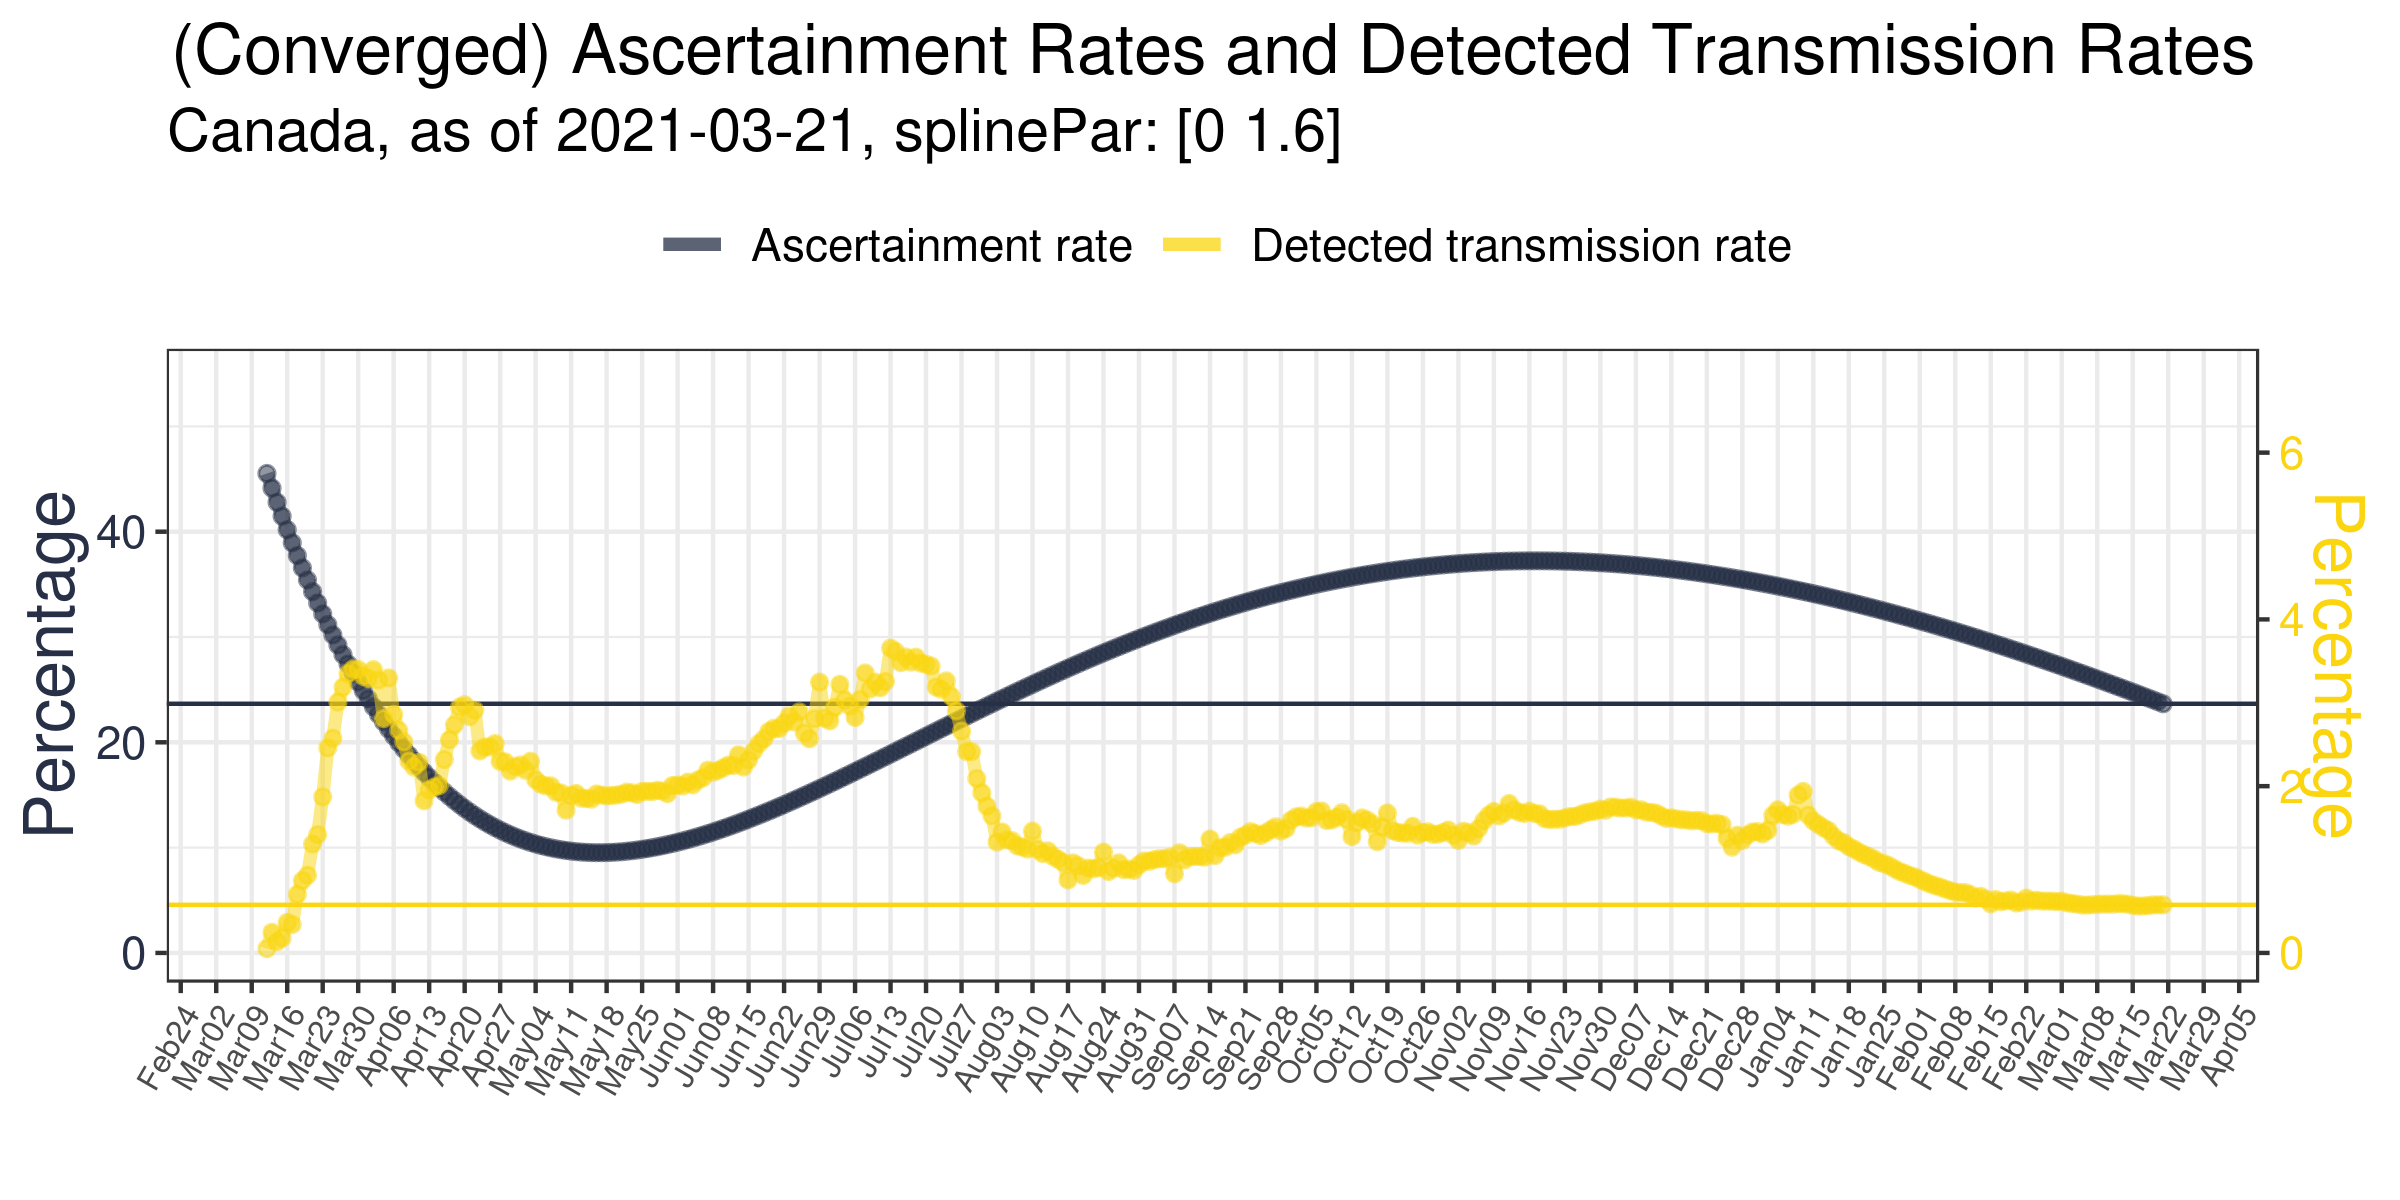 (Converged) Ascertainment Rates and Detected Transmission Rates
Canada, as of 2021-03-21, splinePar: [0 1.6]
Ascertainment rate Detected transmission rate
Percentage
40
20
0
6
4
2
0
Percentage
Feb24 Mar02 Mar09 Mar16 Mar23 Mar30 Apr06 Apr13 Apr20 Apr27 May04 May11 May18 May25 Jun01 Jun08 Jun15 Jun22 Jun29 Jul06 Jul13 Jul20 Jul27 Aug03 Aug10 Aug17 Aug24 Aug31 Sep07 Sep14 Sep21 Sep28 Oct05 Oct12 Oct19 Oct26 Nov02 Nov09 Nov16 Nov23 Nov30 Dec07 Dec14 Dec21 Dec28 Jan04 Jan11 Jan18 Jan25 Feb01 Feb08 Feb15 Feb22 Mar01 Mar08 Mar15 Mar22 Mar29 Apr05